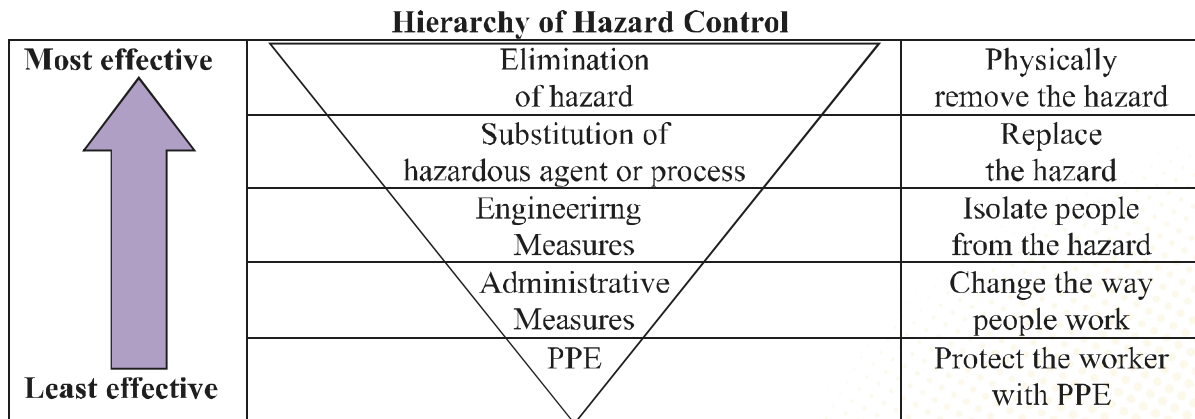 Hierarchy of Hazard Control
Most effective
Elimination
of hazard
Physically
remove the hazard
Substitution of
hazardous agent or process
Replace
the hazard
Engineerirng
Measures
Isolate people
from the hazard
Administrative
Measures
Change the way
people work
Least effective
PPE
Protect the worker
with PPE